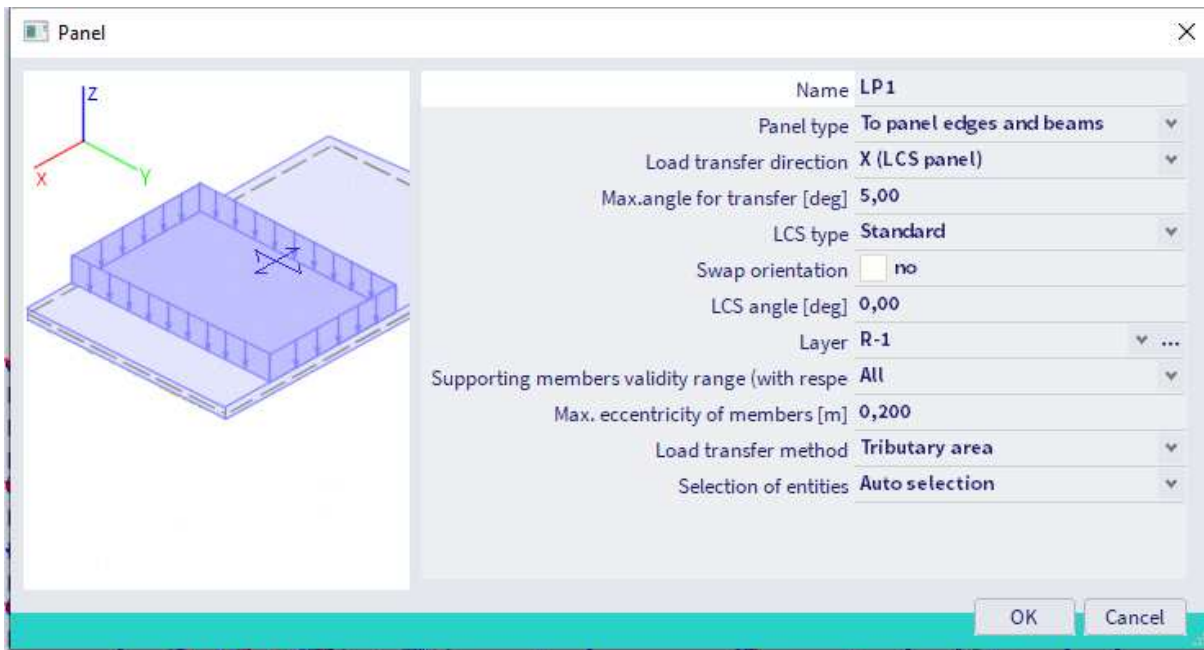 Panel
Z
X
Y
Name LP1
Panel type To panel edges and beams
Load transfer direction X (LCS panel)
Max.angle for transfer [deg] 5,00
LCS type Standard
Swap orientation no
LCS angle [deg] 0,00
Layer R-1 ...
Supporting members validity range (with respe All
Max. eccentricity of members [m] 0,200
Load transfer method Tributary area
Selection of entities Auto selection
OK Cancel